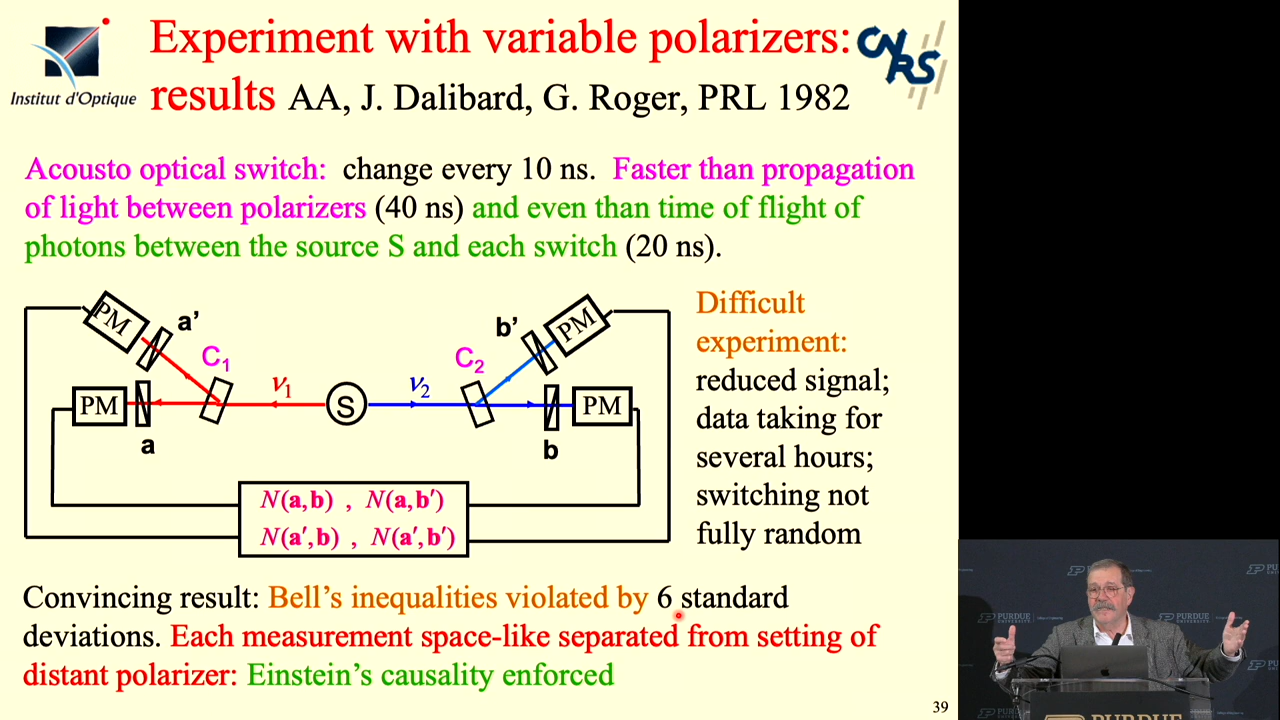 Experiment with variable polarizers:
results AA, J. Dalibard, G. Roger, PRL 1982
Institut d'Optique
CNRS
Acousto optical switch: change every 10 ns. Faster than propagation
of light between polarizers (40 ns) and even than time of flight of
photons between the source S and each switch (20 ns).
PM
a'
C1
ν1
S
ν2
C2
b'
PM
PM
a
b
PM
N(a,b) , N(a,b′)
N(a′,b) , N(a′,b′)
Difficult
experiment:
reduced signal;
data taking for
several hours;
switching not
fully random
Convincing result: Bell’s inequalities violated by 6 standard
deviations. Each measurement space-like separated from setting of
distant polarizer: Einstein’s causality enforced
39
PURDUE
UNIVERSITY
PURDUE
UNIVERSITY
PURDUE